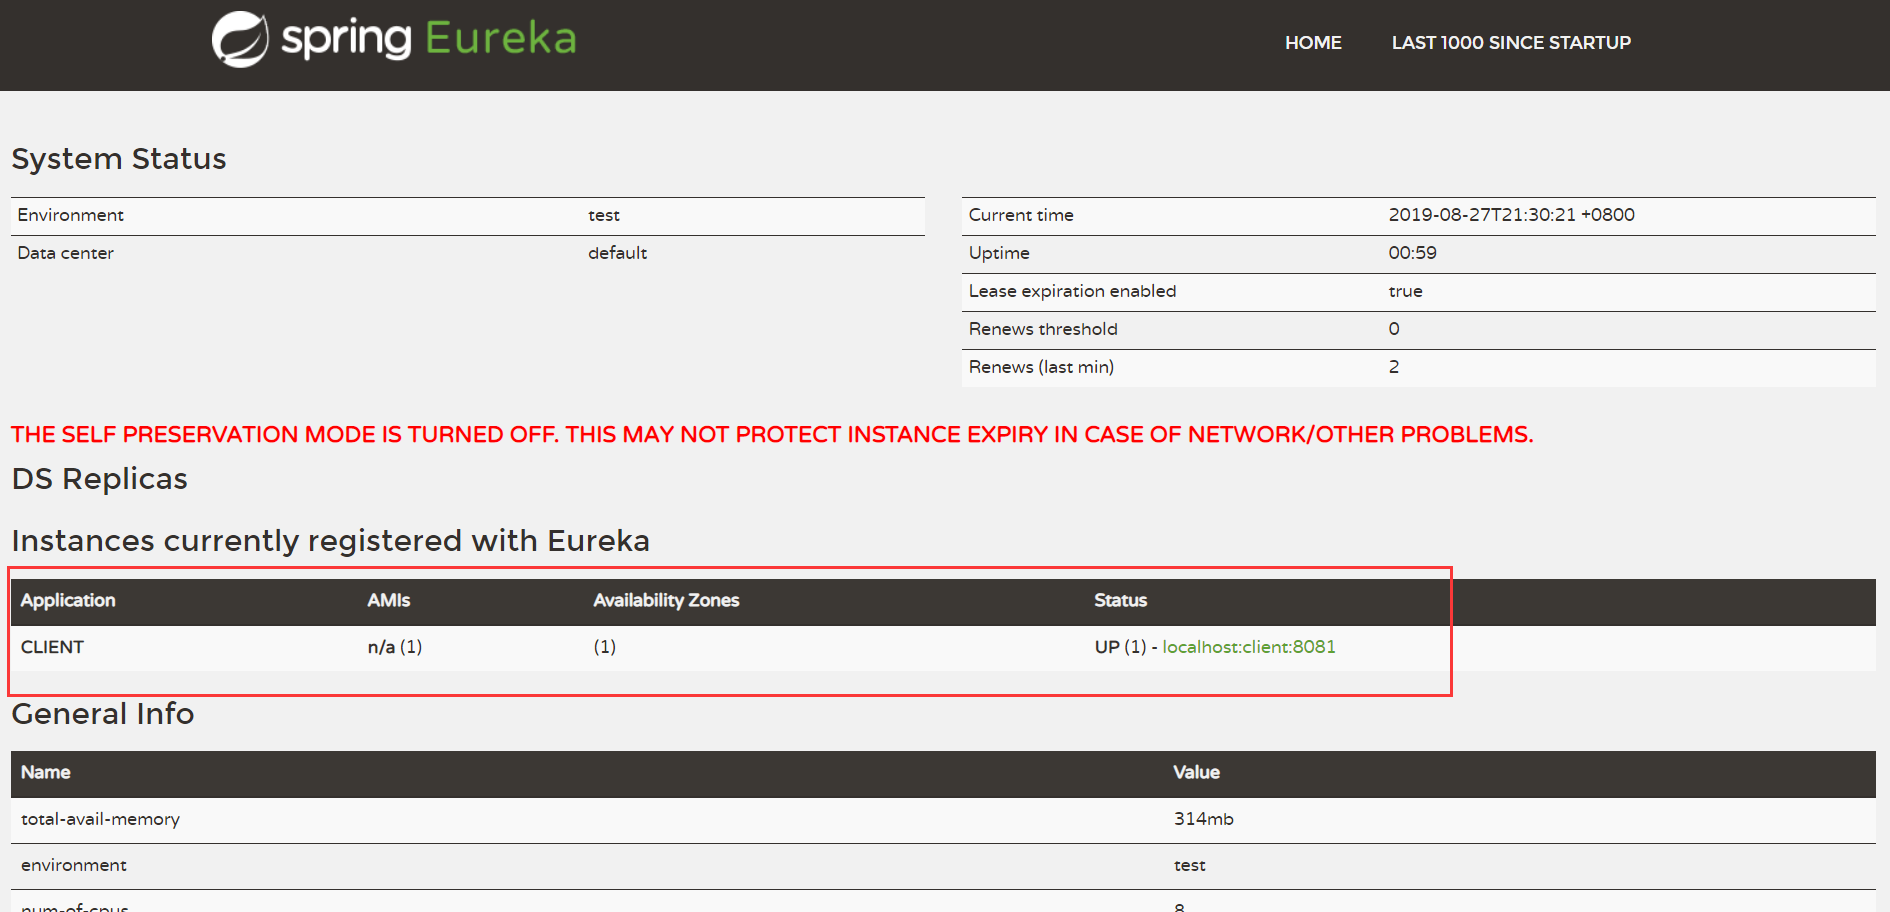 spring Eureka
HOME LAST 1000 SINCE STARTUP
System Status
Environment test
Data center default
Current time 2019-08-27T21:30:21 +0800
Uptime 00:59
Lease expiration enabled true
Renews threshold 0
Renews (last min) 2
THE SELF PRESERVATION MODE IS TURNED OFF. THIS MAY NOT PROTECT INSTANCE EXPIRY IN CASE OF NETWORK/OTHER PROBLEMS.
DS Replicas
Instances currently registered with Eureka
Application AMIs Availability Zones Status
CLIENT n/a (1) (1) UP (1) - localhost:client:8081
General Info
Name Value
total-avail-memory 314mb
environment test
num-of-cpus 8